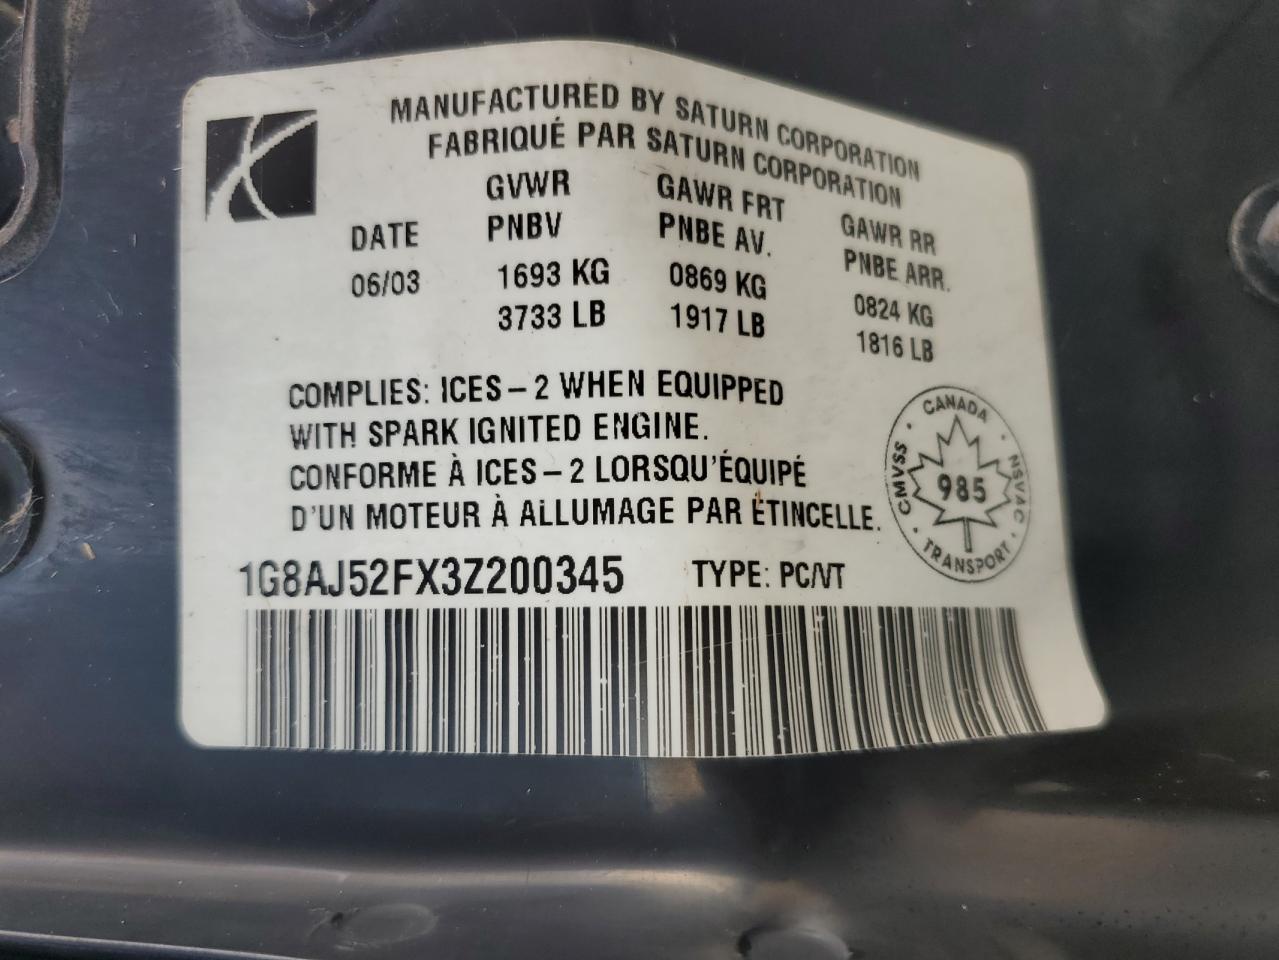 MANUFACTURED BY SATURN CORPORATION
FABRIQUÉ PAR SATURN CORPORATION
GVWR GAWR FRT GAWR RR
DATE PNBV PNBE AV. PNBE ARR.
06/03 1693 KG 0869 KG 0824 KG
3733 LB 1917 LB 1816 LB
COMPLIES: ICES-2 WHEN EQUIPPED
WITH SPARK IGNITED ENGINE.
CONFORME À ICES-2 LORSQU'ÉQUIPÉ
D'UN MOTEUR À ALLUMAGE PAR ÉTINCELLE.
CANADA
CMVSS 985 NSVAC
TRANSPORT
1G8AJ52FX3Z200345 TYPE: PC/VT